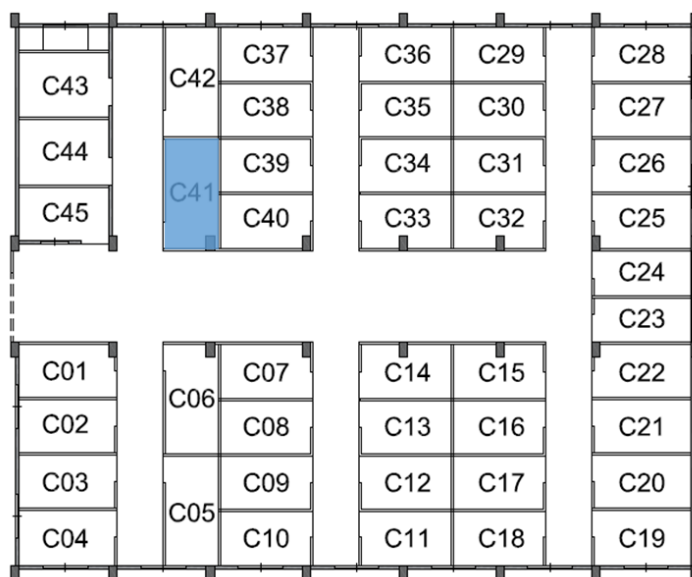 C37 C36 C29 C28
C43 C42
C38 C35 C30 C27
C44 C39 C34 C31 C26
C41
C45 C40 C33 C32 C25
C24
C23
C01 C07 C14 C15 C22
C06
C02 C08 C13 C16 C21
C03 C09 C12 C17 C20
C05
C04 C10 C11 C18 C19